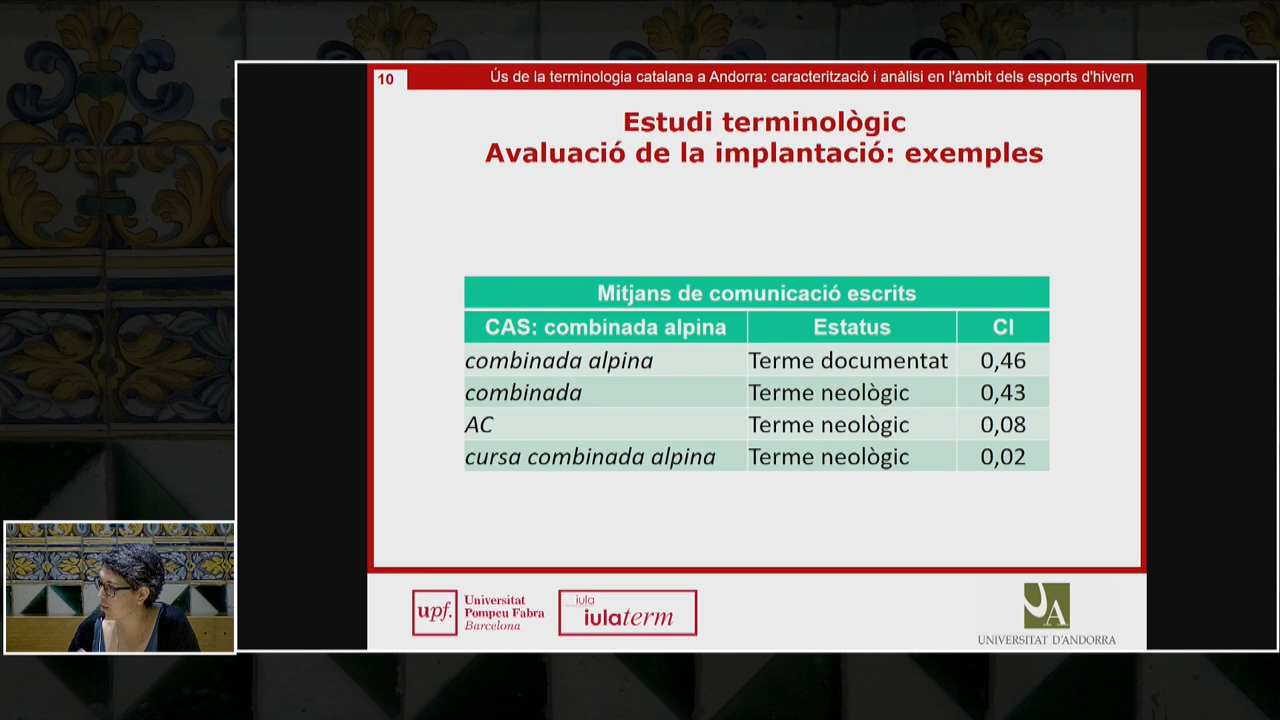 10
Ús de la terminologia catalana a Andorra: caracterització i anàlisi en l'àmbit dels esports d'hivern
Estudi terminològic
Avaluació de la implantació: exemples
Mitjans de comunicació escrits
CAS: combinada alpina Estatus CI
combinada alpina Terme documentat 0,46
combinada Terme neològic 0,43
AC Terme neològic 0,08
cursa combinada alpina Terme neològic 0,02
upf. Universitat
Pompeu Fabra
Barcelona
iula
iulaterm
UA
UNIVERSITAT D'ANDORRA